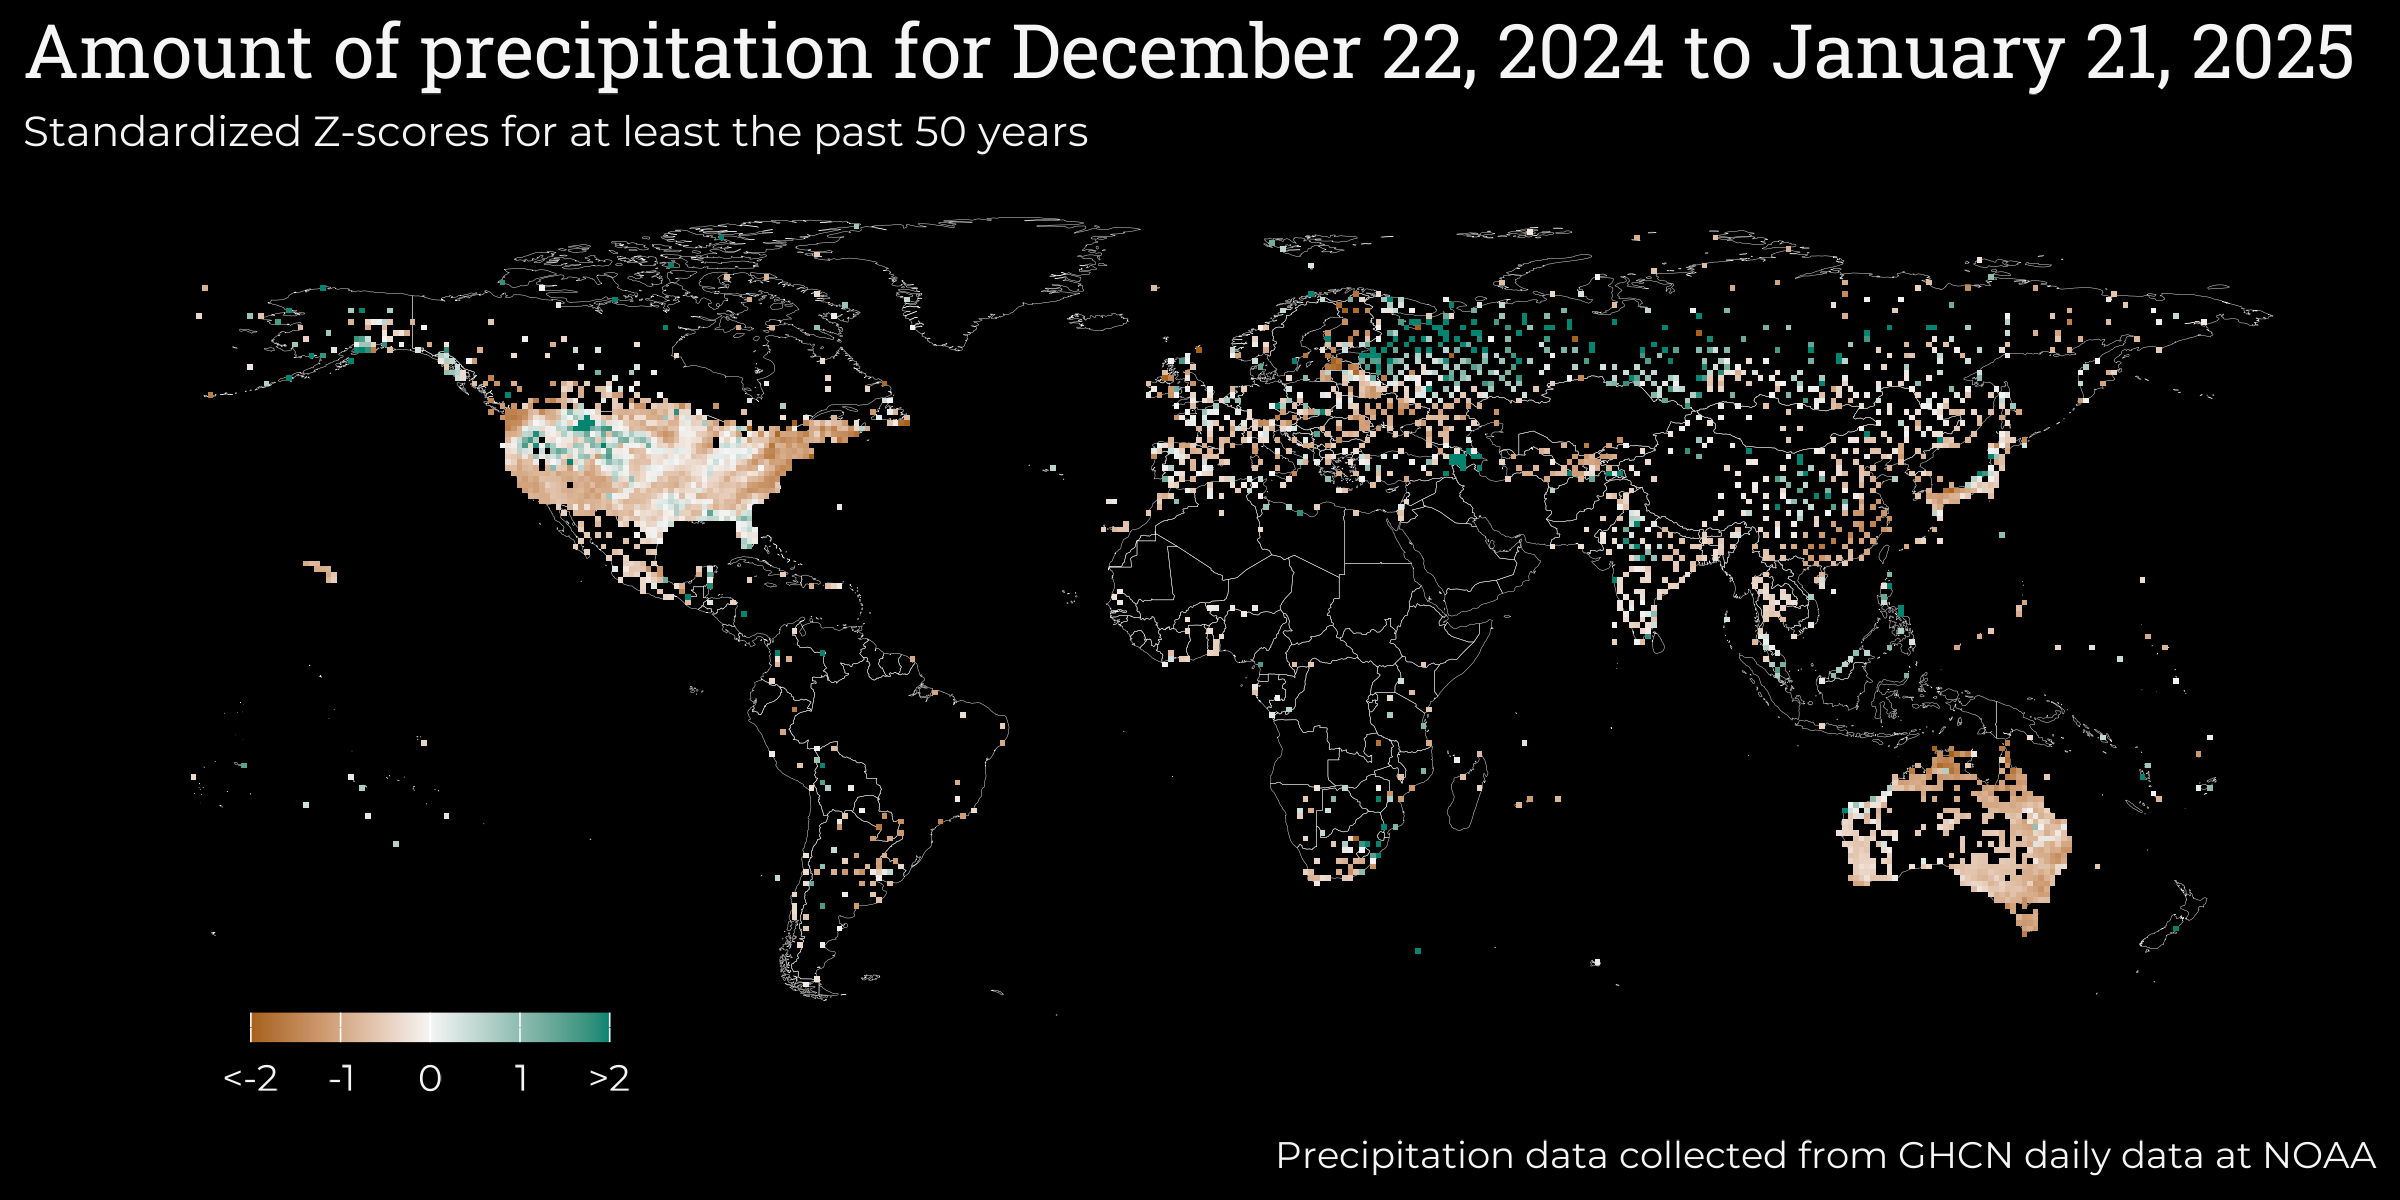 Amount of precipitation for December 22, 2024 to January 21, 2025
Standardized Z-scores for at least the past 50 years
<-2 -1 0 1 >2
Precipitation data collected from GHCN daily data at NOAA